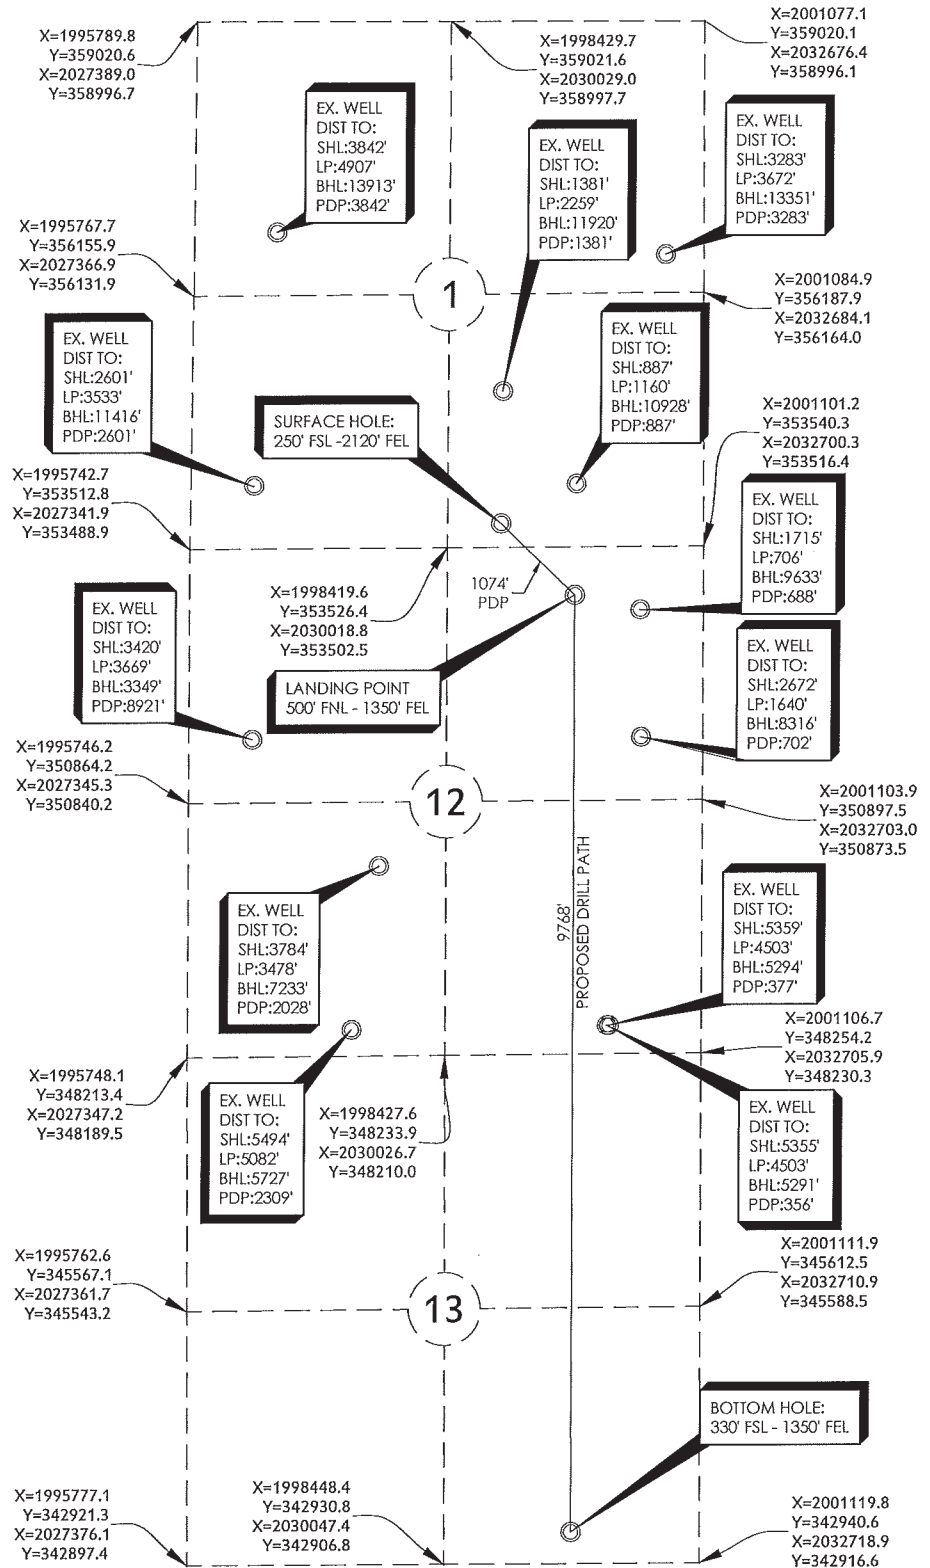 X=1995789.8
Y=359020.6
X=2027389.0
Y=358996.7
X=1998429.7
Y=359021.6
X=2030029.0
Y=358997.7
X=2001077.1
Y=359020.1
X=2032676.4
Y=358996.1
EX. WELL
DIST TO:
SHL:3842'
LP:4907'
BHL:13913'
PDP:3842'
EX. WELL
DIST TO:
SHL:1381'
LP:2259'
BHL:11920'
PDP:1381'
EX. WELL
DIST TO:
SHL:3283'
LP:3672'
BHL:13351'
PDP:3283'
X=1995767.7
Y=356155.9
X=2027366.9
Y=356131.9
1
X=2001084.9
Y=356187.9
X=2032684.1
Y=356164.0
EX. WELL
DIST TO:
SHL:2601'
LP:3533'
BHL:11416'
PDP:2601'
SURFACE HOLE:
250' FSL -2120' FEL
EX. WELL
DIST TO:
SHL:887'
LP:1160'
BHL:10928'
PDP:887'
X=2001101.2
Y=353540.3
X=2032700.3
Y=353516.4
X=1995742.7
Y=353512.8
X=2027341.9
Y=353488.9
EX. WELL
DIST TO:
SHL:1715'
LP:706'
BHL:9633'
PDP:688'
X=1998419.6
Y=353526.4
X=2030018.8
Y=353502.5
1074'
PDP
EX. WELL
DIST TO:
SHL:3420'
LP:3669'
BHL:3349'
PDP:8921'
LANDING POINT
500' FNL - 1350' FEL
EX. WELL
DIST TO:
SHL:2672'
LP:1640'
BHL:8316'
PDP:702'
X=1995746.2
Y=350864.2
X=2027345.3
Y=350840.2
12
X=2001103.9
Y=350897.5
X=2032703.0
Y=350873.5
9768'
PROPOSED DRILL PATH
EX. WELL
DIST TO:
SHL:3784'
LP:3478'
BHL:7233'
PDP:2028'
EX. WELL
DIST TO:
SHL:5359'
LP:4503'
BHL:5294'
PDP:377'
X=2001106.7
Y=348254.2
X=2032705.9
Y=348230.3
X=1995748.1
Y=348213.4
X=2027347.2
Y=348189.5
EX. WELL
DIST TO:
SHL:5494'
LP:5082'
BHL:5727'
PDP:2309'
X=1998427.6
Y=348233.9
X=2030026.7
Y=348210.0
EX. WELL
DIST TO:
SHL:5355'
LP:4503'
BHL:5291'
PDP:356'
X=1995762.6
Y=345567.1
X=2027361.7
Y=345543.2
13
X=2001111.9
Y=345612.5
X=2032710.9
Y=345588.5
BOTTOM HOLE:
330' FSL - 1350' FEL
X=1995777.1
Y=342921.3
X=2027376.1
Y=342897.4
X=1998448.4
Y=342930.8
X=2030047.4
Y=342906.8
X=2001119.8
Y=342940.6
X=2032718.9
Y=342916.6